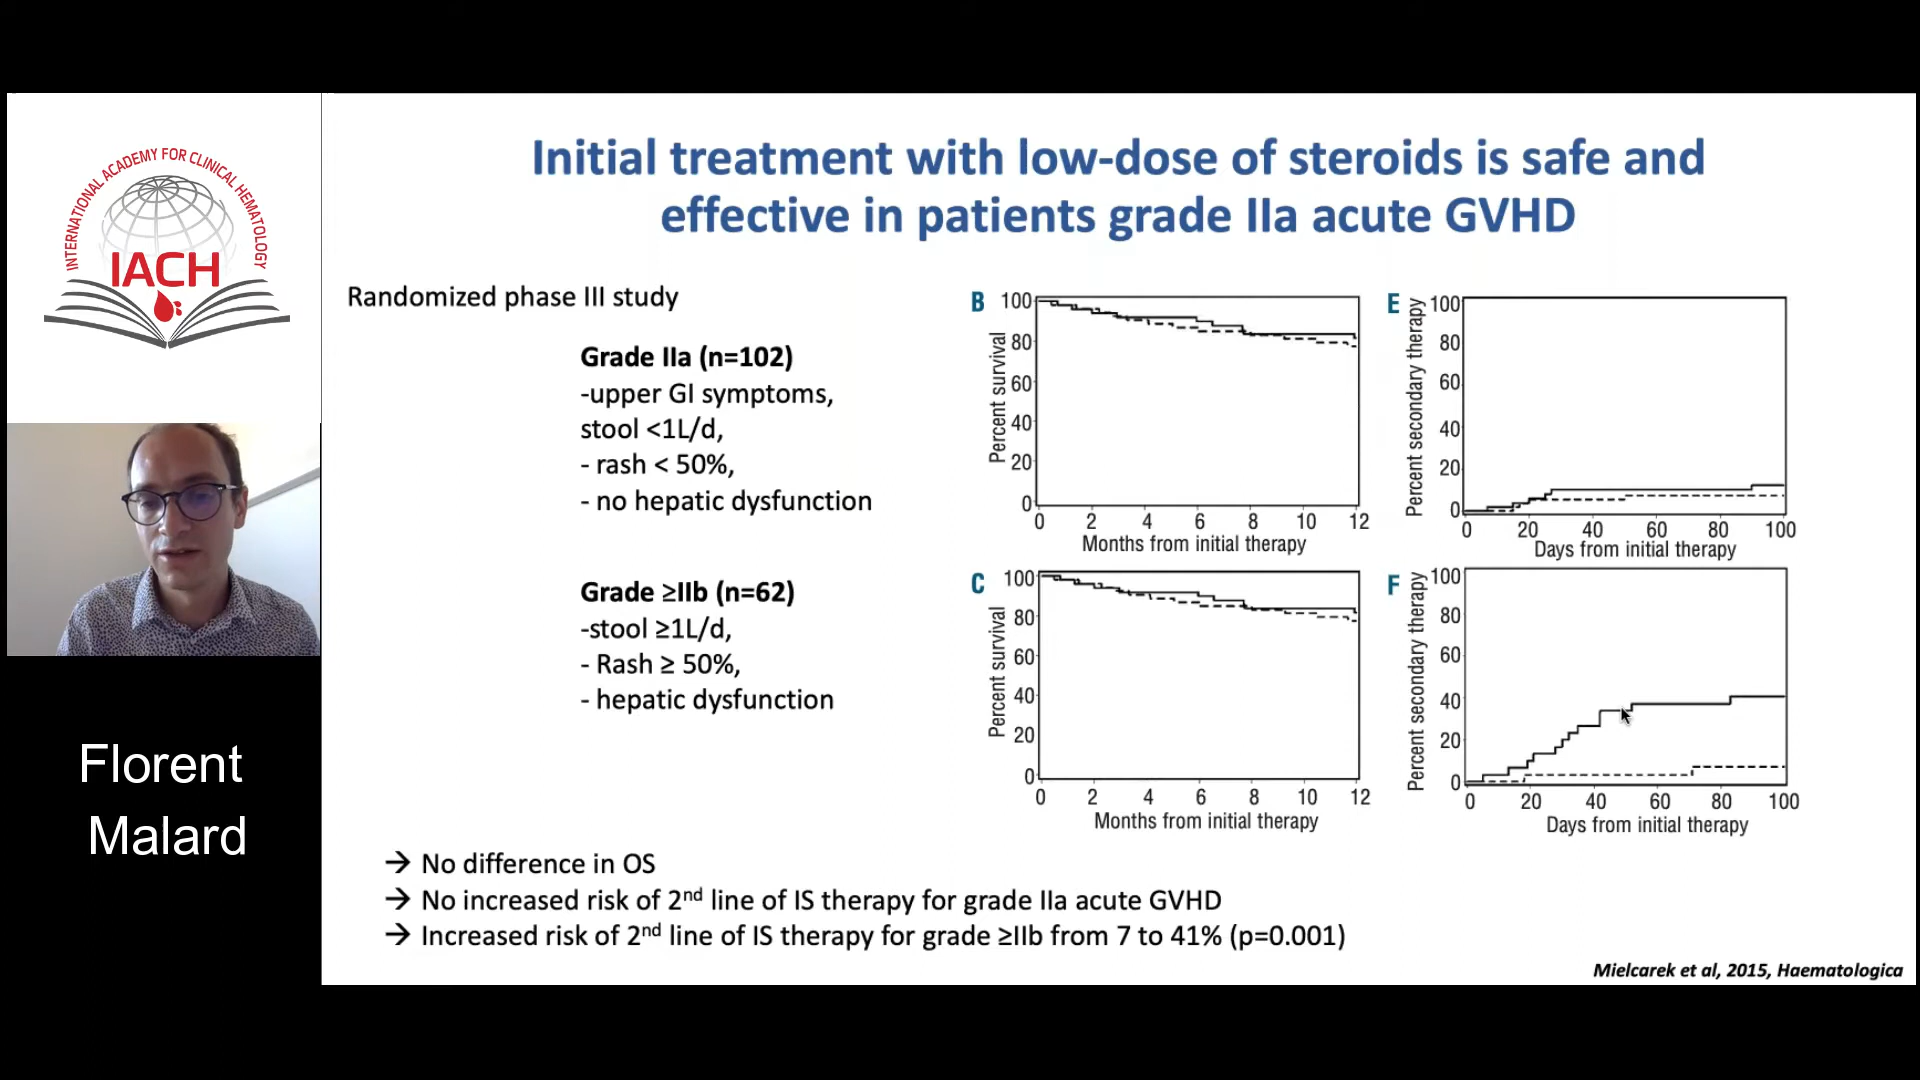 INTERNATIONAL ACADEMY FOR CLINICAL HEMATOLOGY
IACH
Florent
Malard
Initial treatment with low-dose of steroids is safe and
effective in patients grade IIa acute GVHD
Randomized phase III study
Grade IIa (n=102)
-upper GI symptoms,
stool <1L/d,
- rash < 50%,
- no hepatic dysfunction
Grade ≥IIb (n=62)
-stool ≥1L/d,
- Rash ≥ 50%,
- hepatic dysfunction
B
100
80
60
40
20
0
Percent survival
0 2 4 6 8 10 12
Months from initial therapy
E
100
80
60
40
20
0
Percent secondary therapy
0 20 40 60 80 100
Days from initial therapy
C
100
80
60
40
20
0
Percent survival
0 2 4 6 8 10 12
Months from initial therapy
F
100
80
60
40
20
0
Percent secondary therapy
0 20 40 60 80 100
Days from initial therapy
→ No difference in OS
→ No increased risk of 2nd line of IS therapy for grade IIa acute GVHD
→ Increased risk of 2nd line of IS therapy for grade ≥IIb from 7 to 41% (p=0.001)
Mielcarek et al, 2015, Haematologica